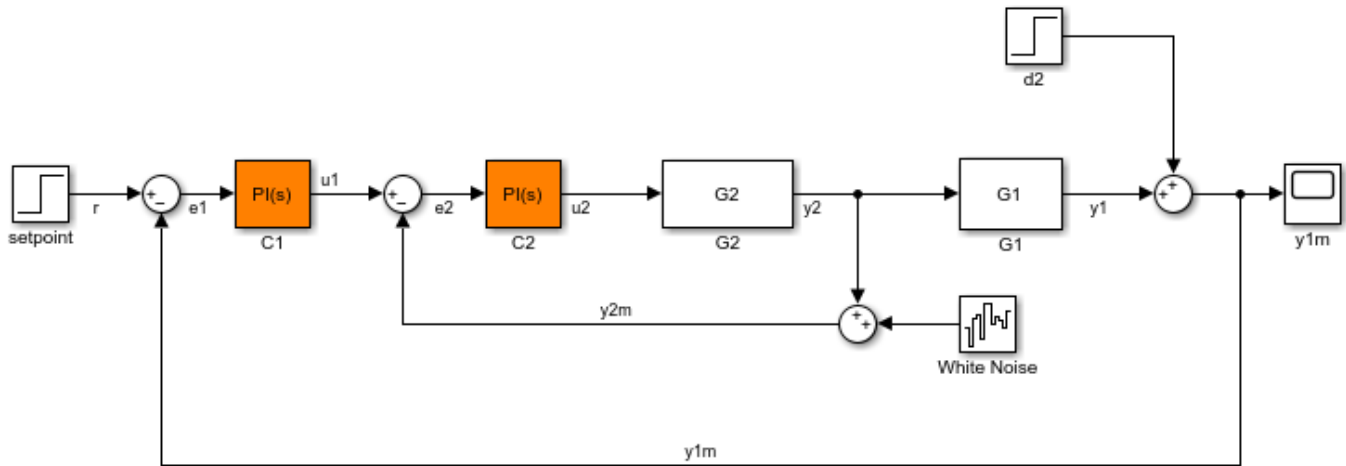 d2
setpoint
r
+
−
e1
PI(s)
C1
u1
+
−
e2
PI(s)
C2
u2
G2
G2
y2
G1
G1
y1
+
+
y1m
+
+
y2m
White Noise
y1m